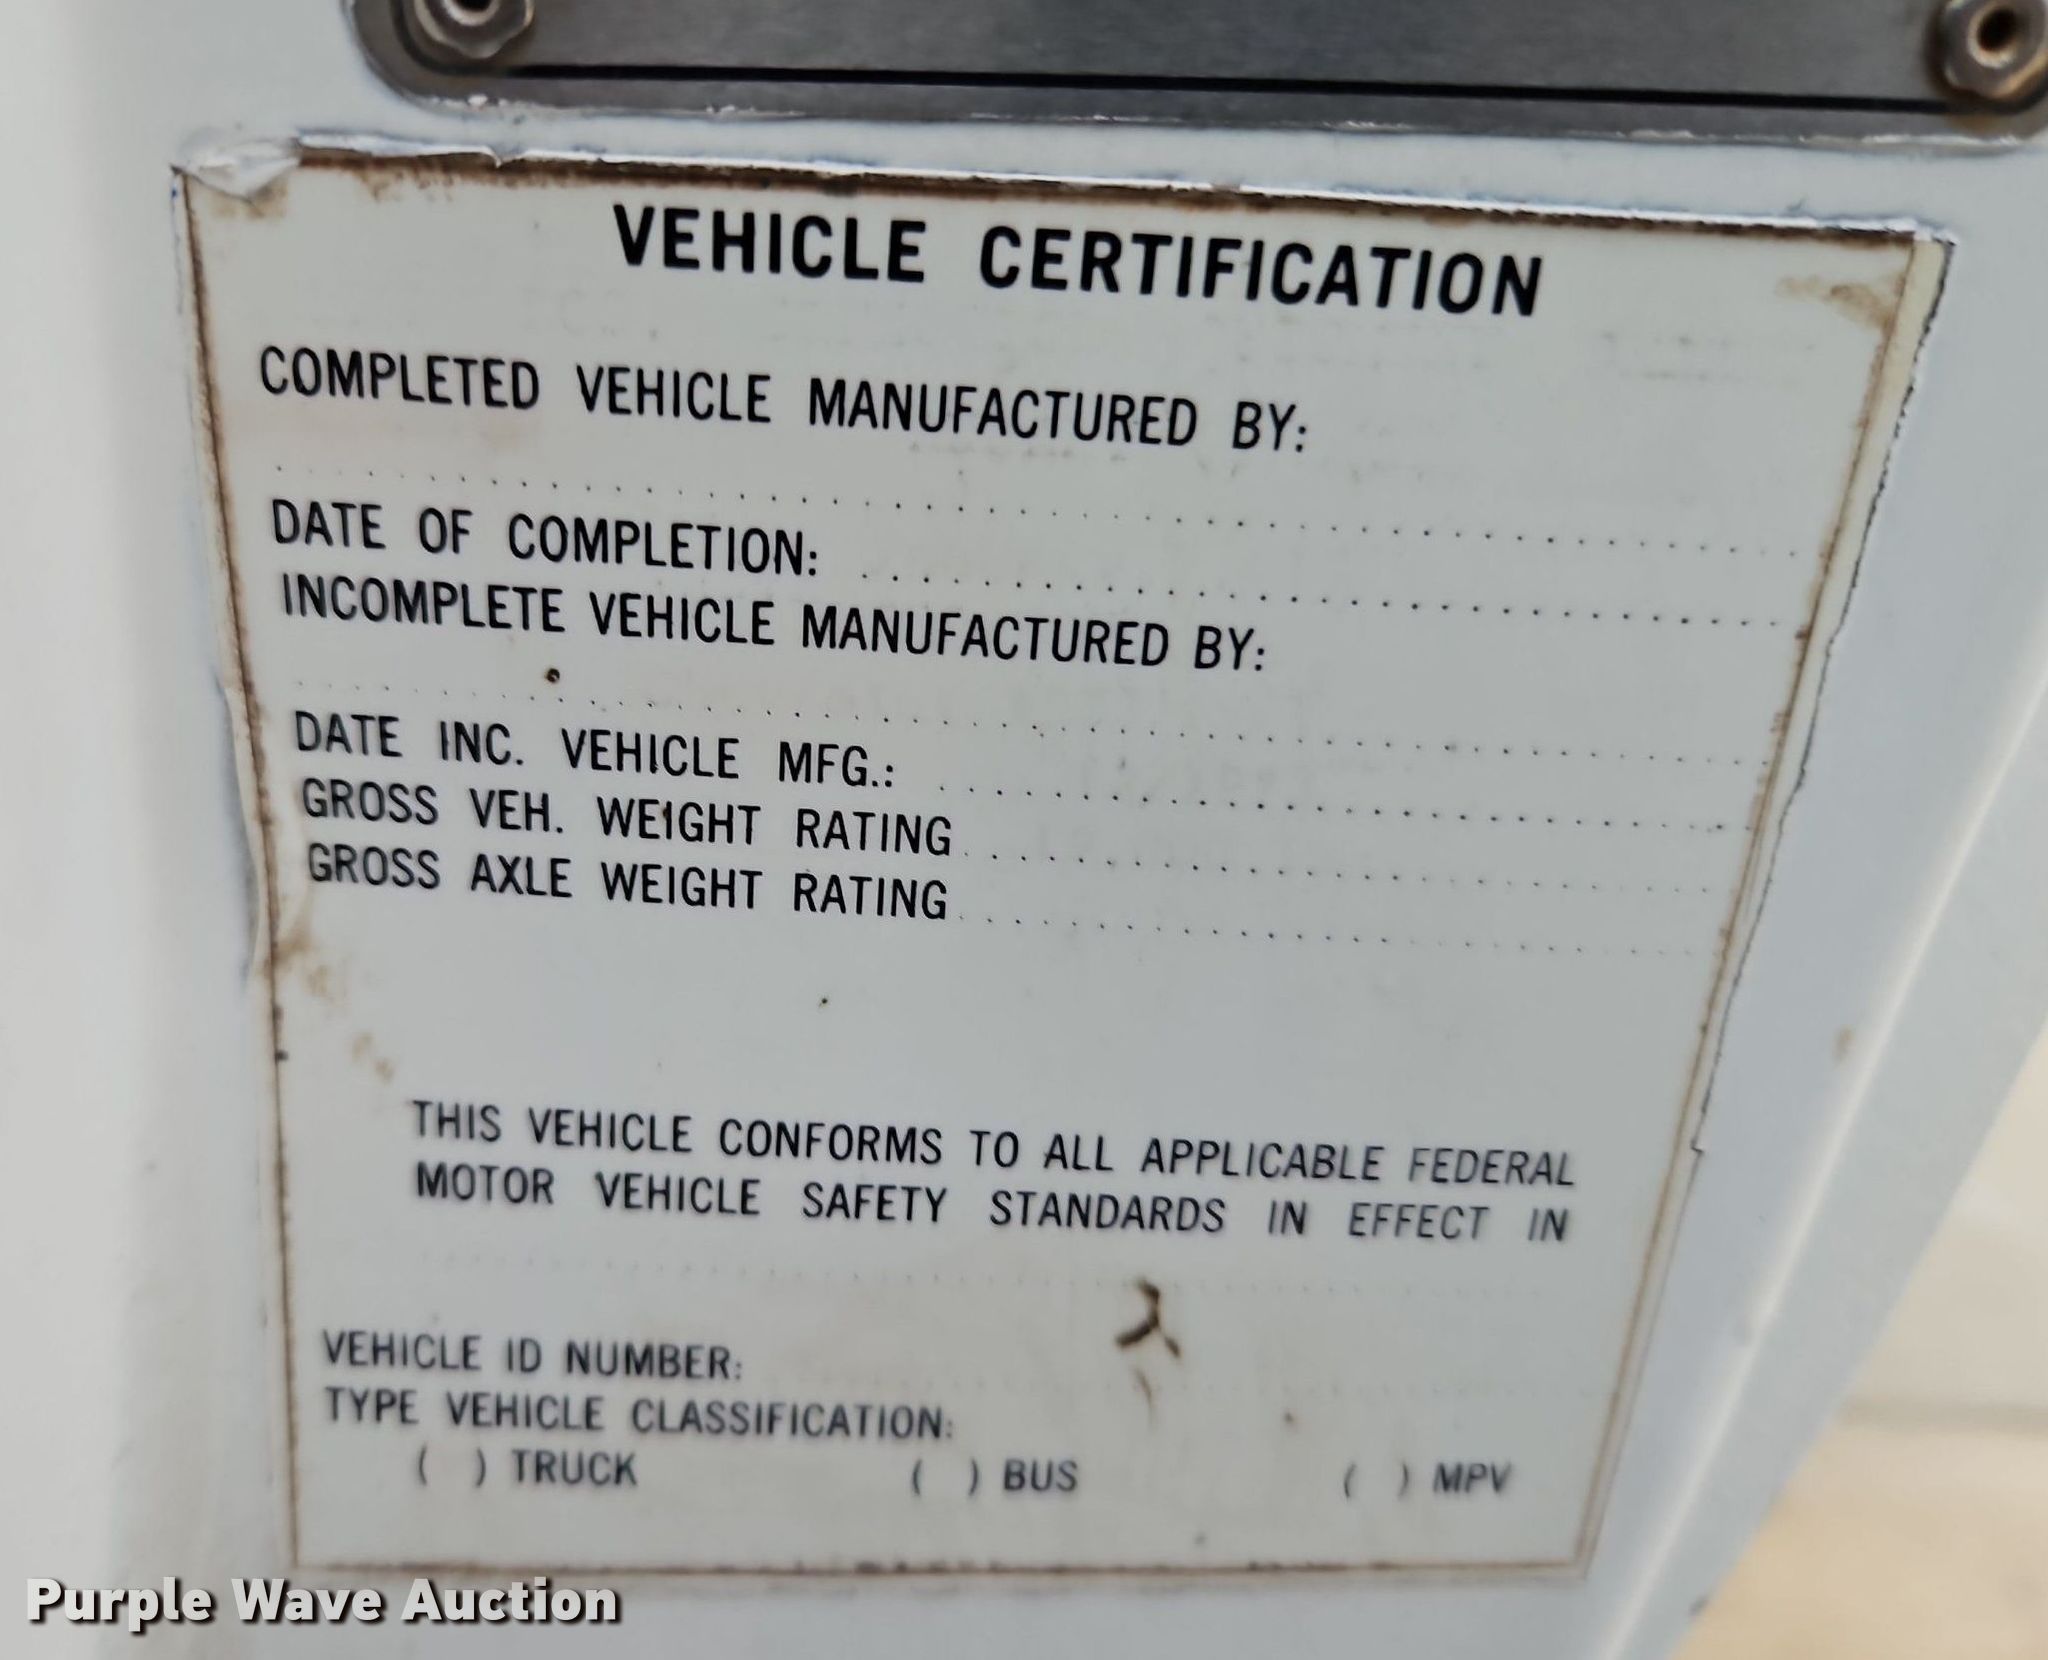 VEHICLE CERTIFICATION
COMPLETED VEHICLE MANUFACTURED BY:
DATE OF COMPLETION:
INCOMPLETE VEHICLE MANUFACTURED BY:
DATE INC. VEHICLE MFG.:
GROSS VEH. WEIGHT RATING
GROSS AXLE WEIGHT RATING
THIS VEHICLE CONFORMS TO ALL APPLICABLE FEDERAL
MOTOR VEHICLE SAFETY STANDARDS IN EFFECT IN
VEHICLE ID NUMBER:
TYPE VEHICLE CLASSIFICATION:
( ) TRUCK ( ) BUS ( ) MPV
Purple Wave Auction